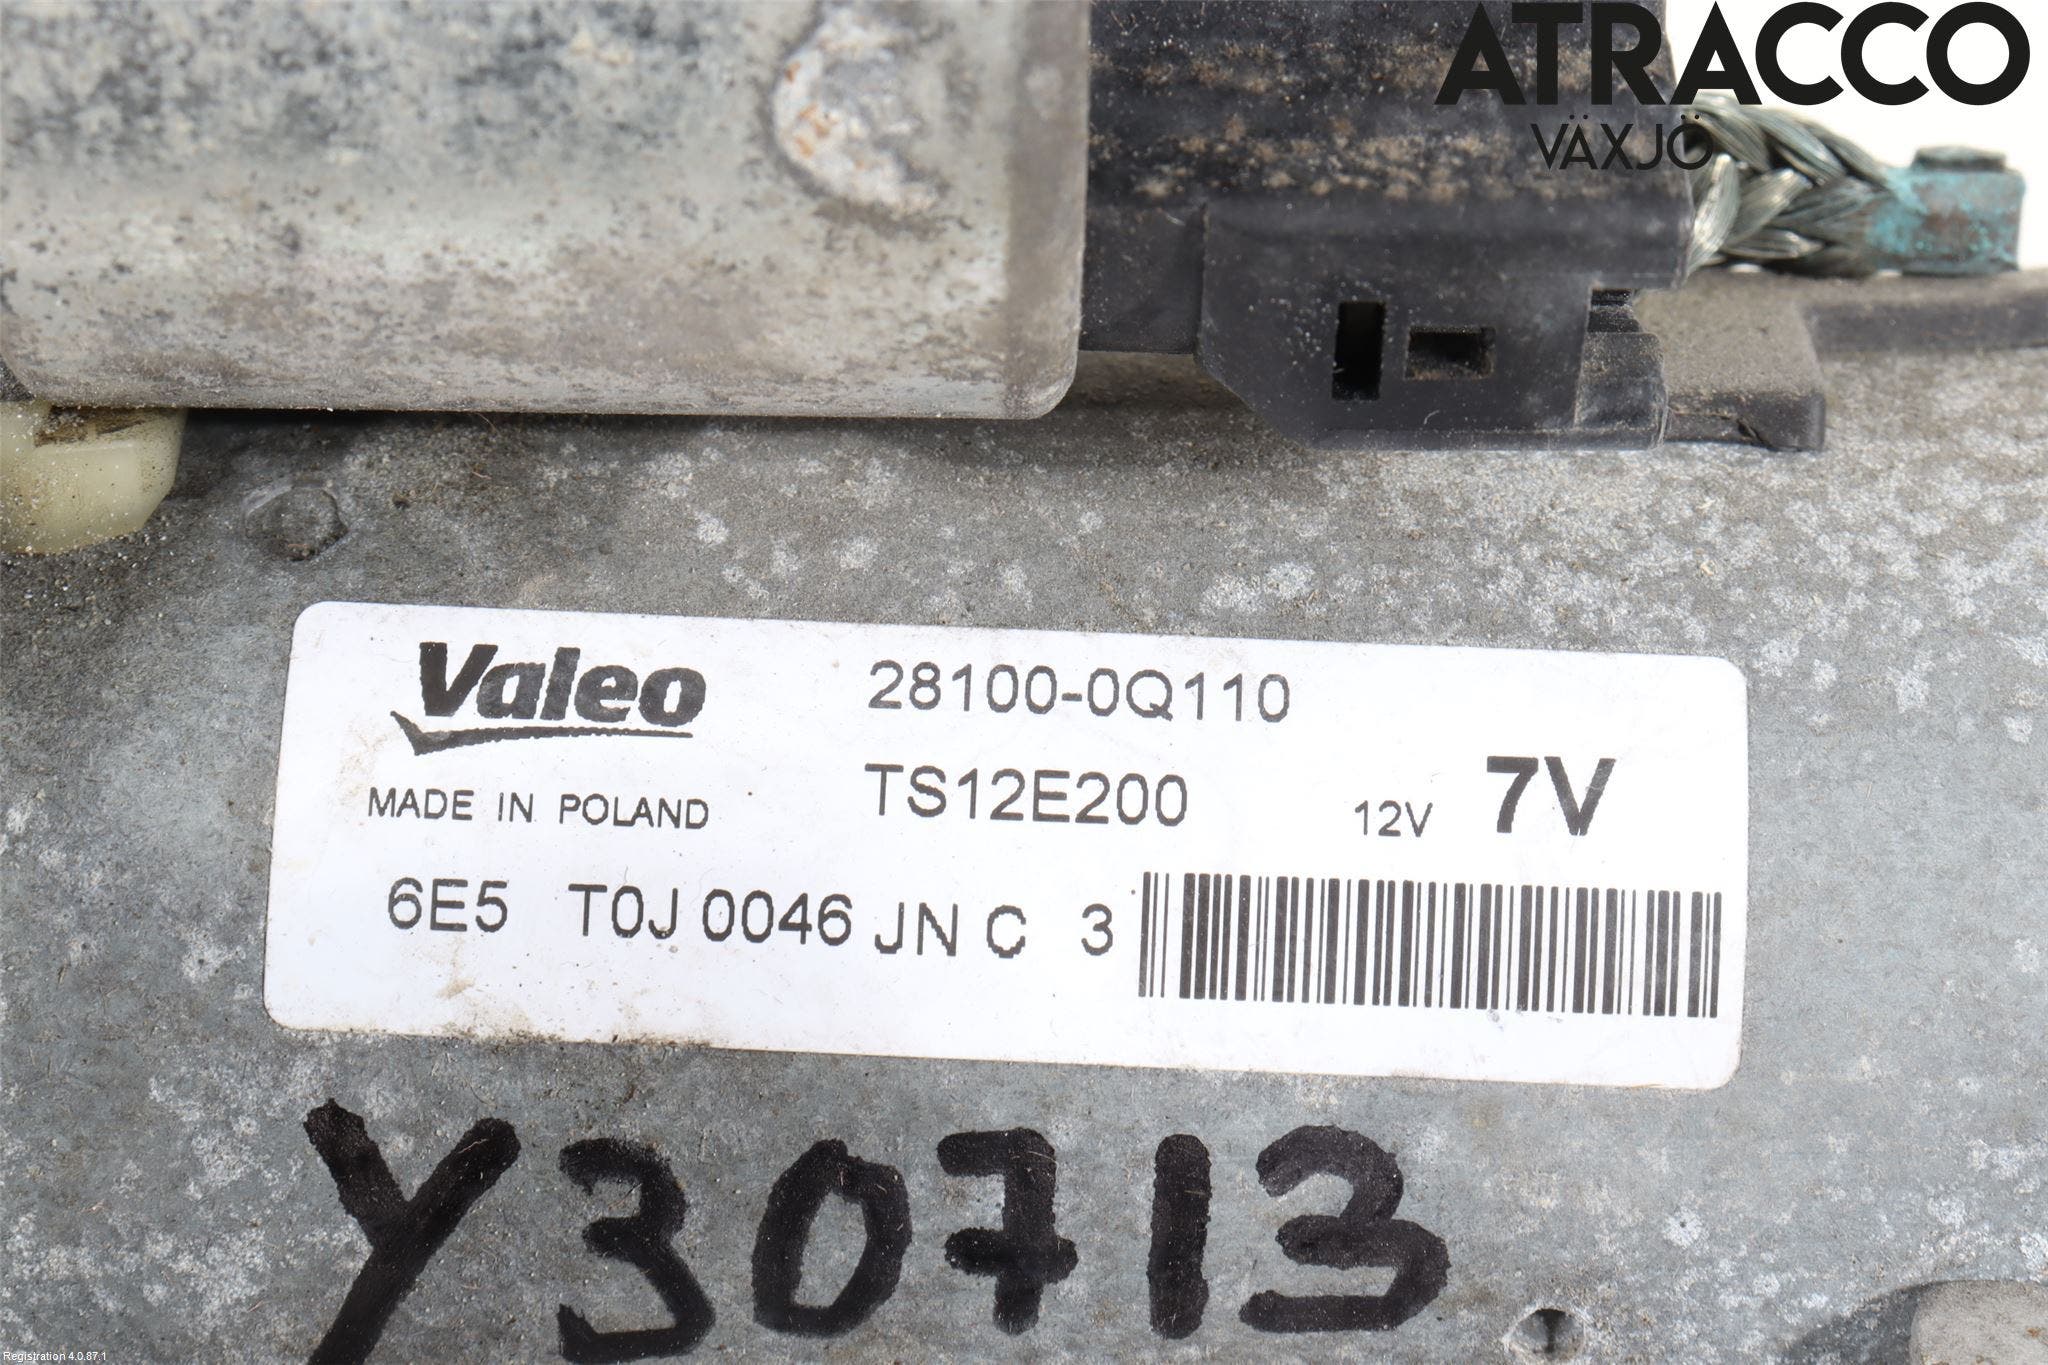 ATRACCO
VÄXJÖ
Valeo 28100-0Q110
MADE IN POLAND TS12E200 12V 7V
6E5 T0J 0046 JN C 3
Y30713
Registration 4.0.87.1